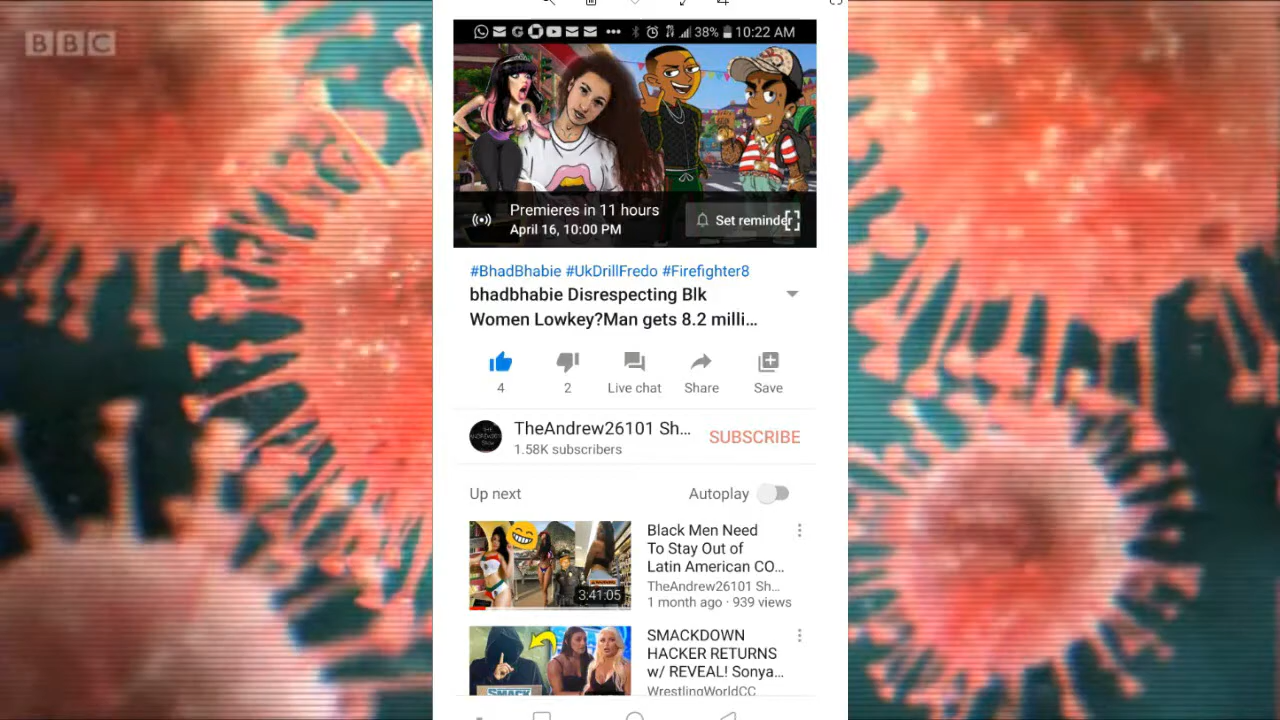 BBC
38% 10:22 AM
Premieres in 11 hours
April 16, 10:00 PM
Set reminder
#BhadBhabie #UkDrillFredo #Firefighter8
bhadbhabie Disrespecting Blk
Women Lowkey?Man gets 8.2 milli...
4
2
Live chat
Share
Save
TheAndrew26101 Sh...
1.58K subscribers
SUBSCRIBE
Up next
Autoplay
3:41:05
Black Men Need
To Stay Out of
Latin American CO...
TheAndrew26101 Sh...
1 month ago · 939 views
SMACKDOWN
HACKER RETURNS
w/ REVEAL! Sonya...
WrestlingWorldCC
SMACK